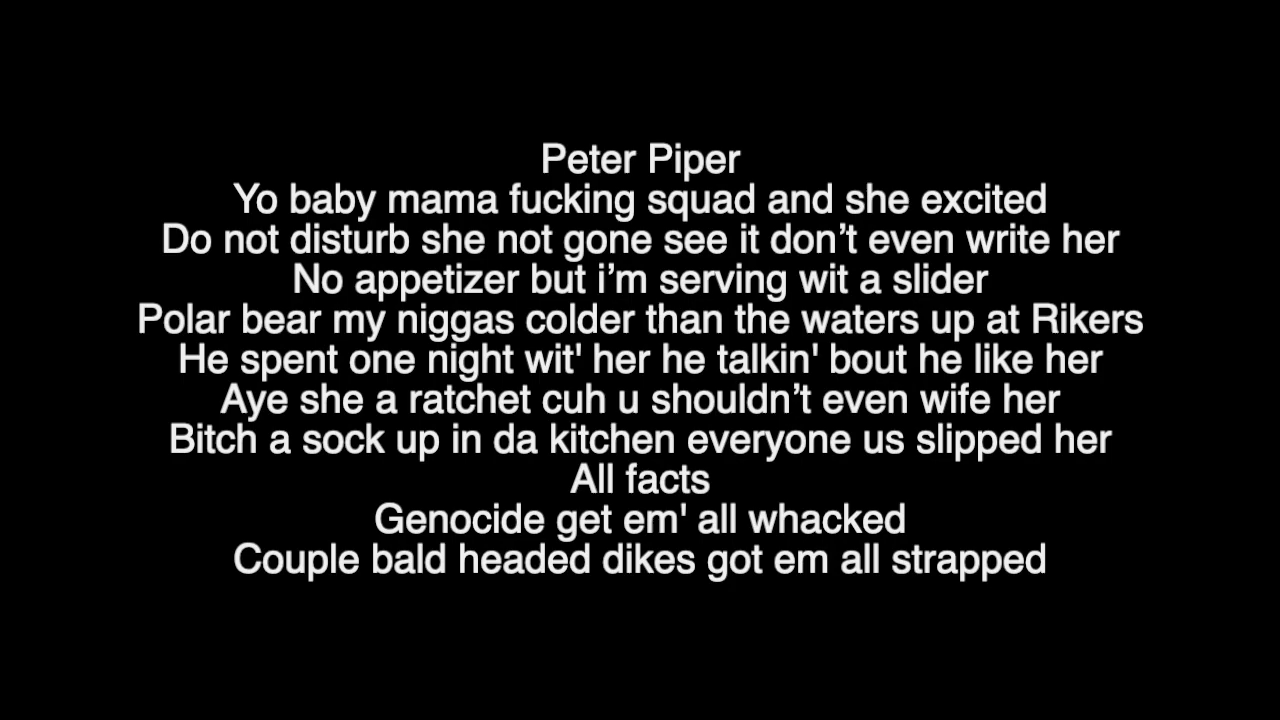 Peter Piper
Yo baby mama fucking squad and she excited
Do not disturb she not gone see it don’t even write her
No appetizer but i’m serving wit a slider
Polar bear my niggas colder than the waters up at Rikers
He spent one night wit' her he talkin' bout he like her
Aye she a ratchet cuh u shouldn’t even wife her
Bitch a sock up in da kitchen everyone us slipped her
All facts
Genocide get em' all whacked
Couple bald headed dikes got em all strapped